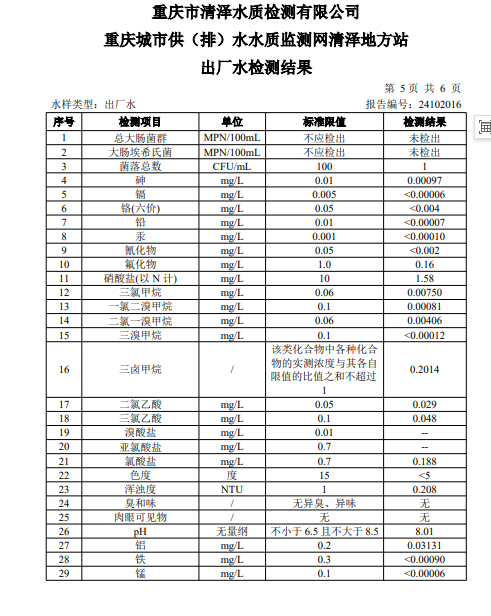 重庆市清泽水质检测有限公司
重庆城市供（排）水水质监测网清泽地方站
出厂水检测结果
第 5页 共 6 页
水样类型：出厂水 报告编号：24102016
序号 检测项目 单位 标准限值 检测结果
1 总大肠菌群 MPN/100mL 不应检出 未检出
2 大肠埃希氏菌 MPN/100mL 不应检出 未检出
3 菌落总数 CFU/mL 100 1
4 砷 mg/L 0.01 0.00097
5 镉 mg/L 0.005 <0.00006
6 铬(六价) mg/L 0.05 <0.004
7 铅 mg/L 0.01 <0.00007
8 汞 mg/L 0.001 <0.00010
9 氰化物 mg/L 0.05 <0.002
10 氟化物 mg/L 1.0 0.16
11 硝酸盐(以 N 计) mg/L 10 1.58
12 三氯甲烷 mg/L 0.06 0.00750
13 一氯二溴甲烷 mg/L 0.1 0.00081
14 二氯一溴甲烷 mg/L 0.06 0.00406
15 三溴甲烷 mg/L 0.1 <0.00012
16 三卤甲烷 / 该类化合物中各种化合
物的实测浓度与其各自
限值的比值之和不超过
1 0.2014
17 二氯乙酸 mg/L 0.05 0.029
18 三氯乙酸 mg/L 0.1 0.048
19 溴酸盐 mg/L 0.01 --
20 亚氯酸盐 mg/L 0.7 --
21 氯酸盐 mg/L 0.7 0.188
22 色度 度 15 <5
23 浑浊度 NTU 1 0.208
24 臭和味 / 无异臭、异味 无
25 肉眼可见物 / 无 无
26 pH 无量纲 不小于 6.5 且不大于 8.5 8.01
27 铝 mg/L 0.2 0.03131
28 铁 mg/L 0.3 <0.00090
29 锰 mg/L 0.1 <0.00006